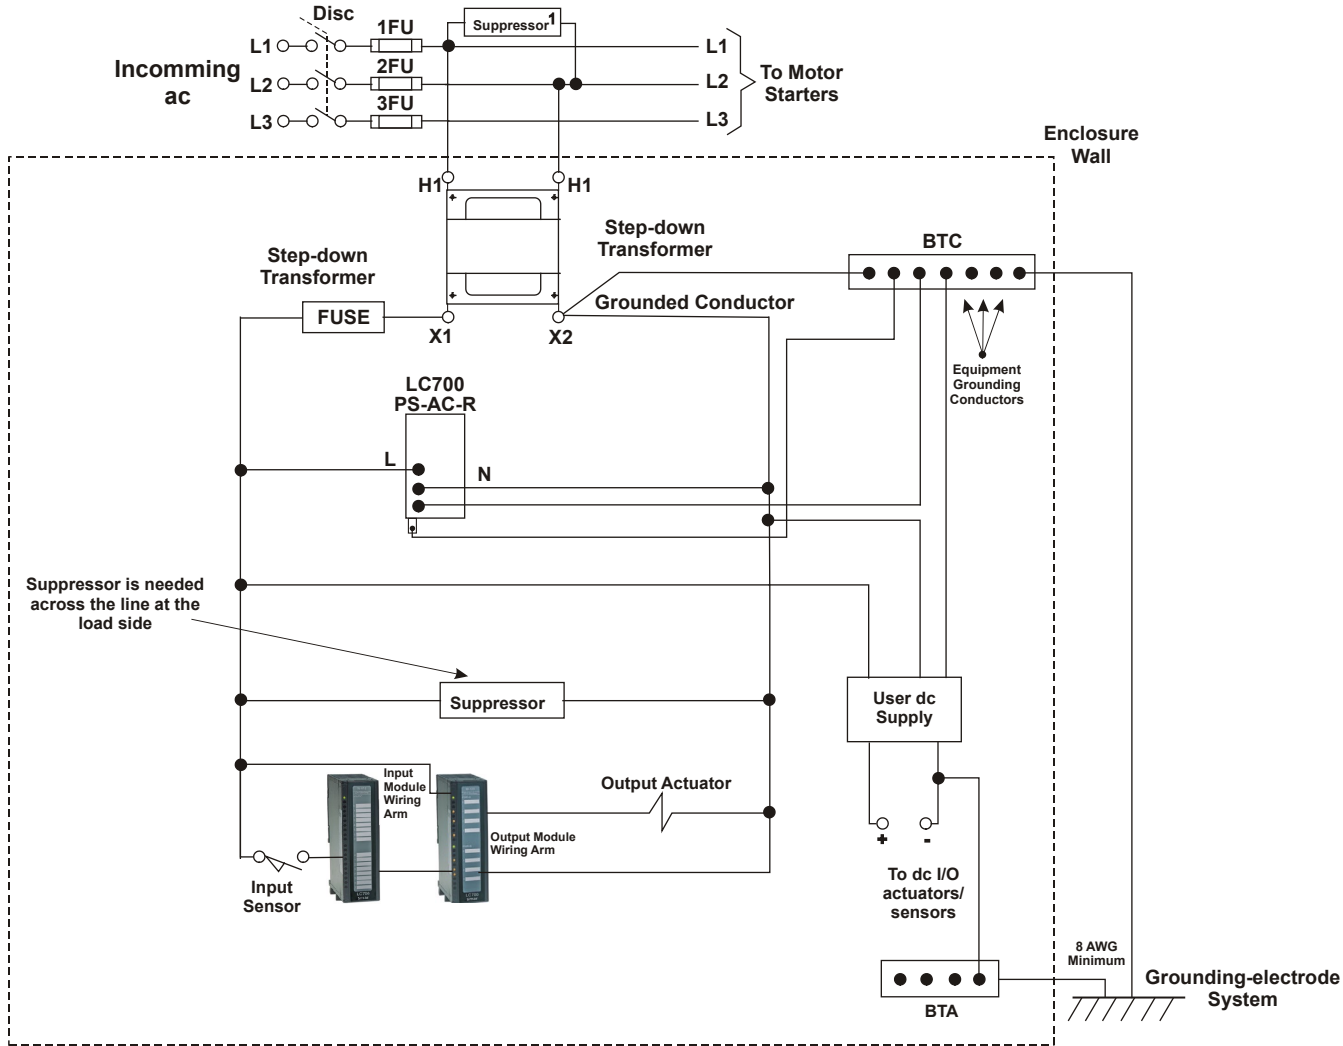 Disc
1FU
Suppressor1
L1
L1
Incomming
ac
L2
2FU
L2
To Motor
Starters
L3
3FU
L3
Enclosure
Wall
H1
H1
Step-down
Transformer
Step-down
Transformer
BTC
FUSE
Grounded Conductor
X1
X2
Equipment
Grounding
Conductors
LC700
PS-AC-R
L
N
Suppressor is needed
across the line at the
load side
Suppressor
User dc
Supply
Input
Module
Wiring
Arm
Output Actuator
Output Module
Wiring Arm
+
-
Input
Sensor
To dc I/O
actuators/
sensors
8 AWG
Minimum
Grounding-electrode
System
BTA